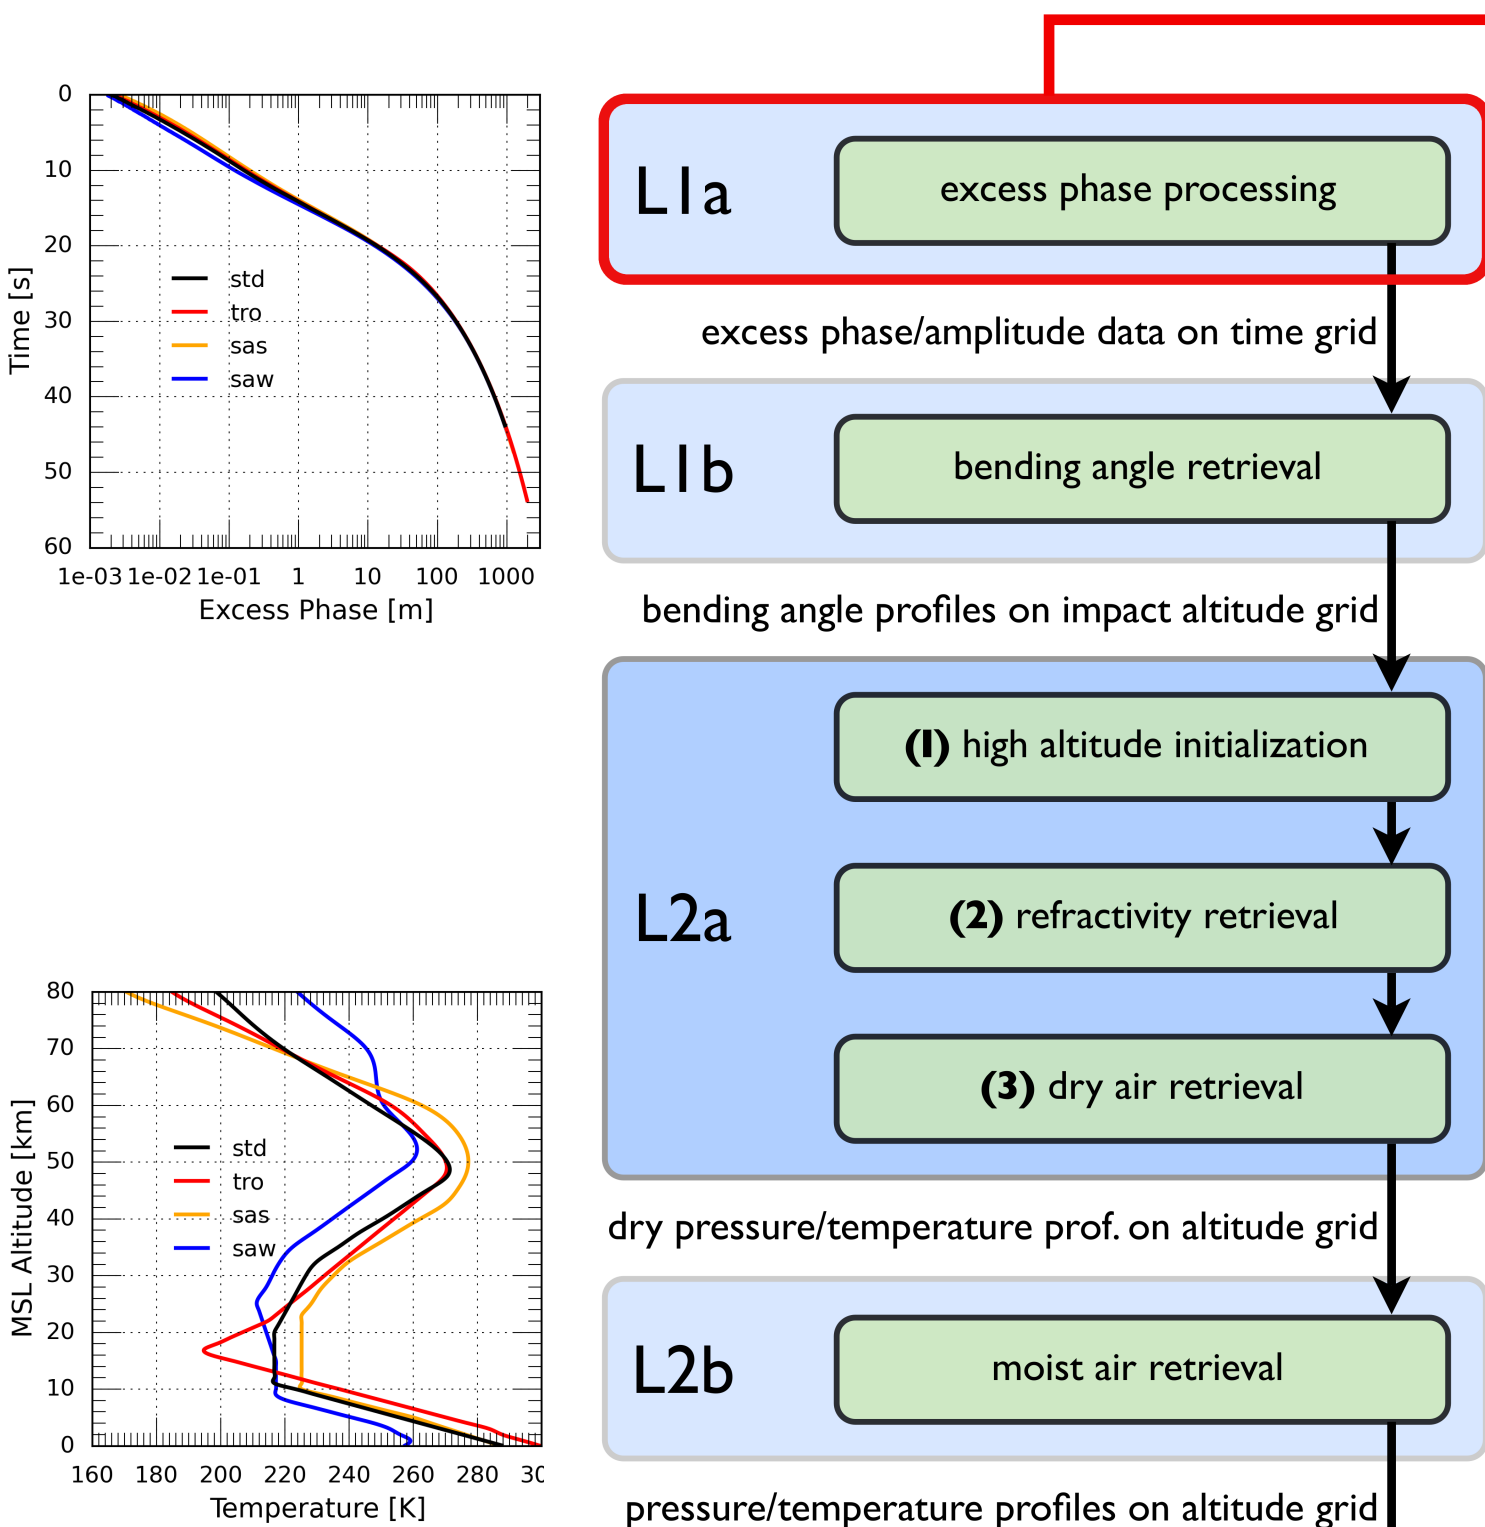 0
10
20
30
40
50
60
Time [s]
std
tro
sas
saw
1e-03 1e-02 1e-01 1 10 100 1000
Excess Phase [m]
L1a
excess phase processing
excess phase/amplitude data on time grid
L1b
bending angle retrieval
bending angle profiles on impact altitude grid
L2a
(1) high altitude initialization
(2) refractivity retrieval
(3) dry air retrieval
dry pressure/temperature prof. on altitude grid
L2b
moist air retrieval
pressure/temperature profiles on altitude grid
80
70
60
50
40
30
20
10
0
MSL Altitude [km]
std
tro
sas
saw
160 180 200 220 240 260 280 30
Temperature [K]